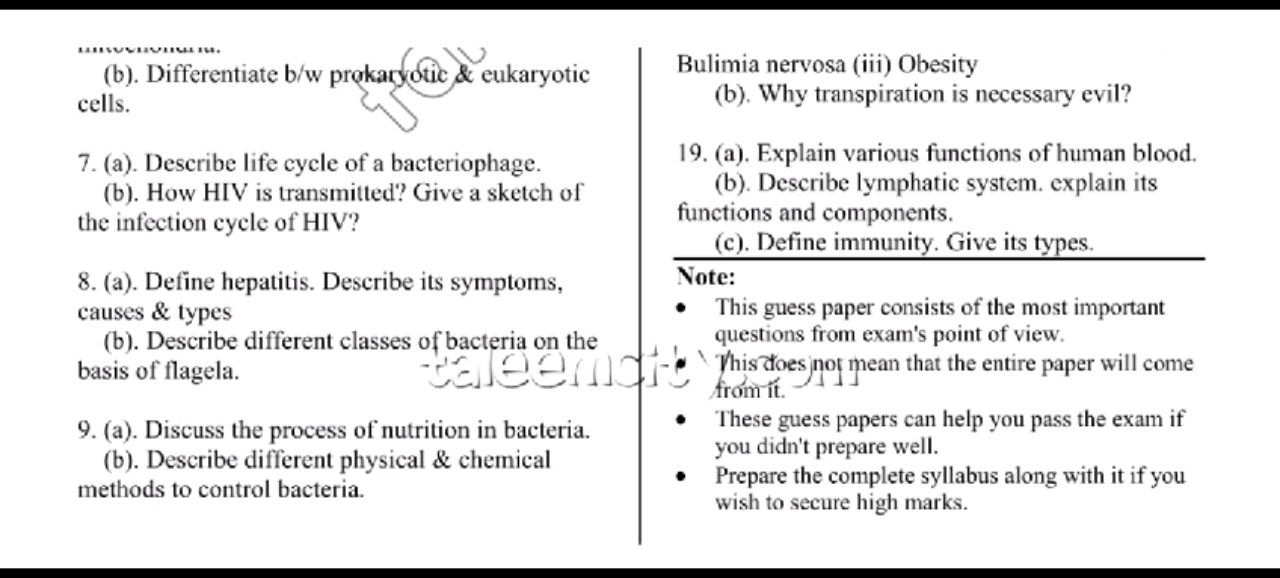 mitochondria.
(b). Differentiate b/w prokaryotic & eukaryotic
cells.
7. (a). Describe life cycle of a bacteriophage.
(b). How HIV is transmitted? Give a sketch of
the infection cycle of HIV?
8. (a). Define hepatitis. Describe its symptoms,
causes & types
(b). Describe different classes of bacteria on the
basis of flagela.
9. (a). Discuss the process of nutrition in bacteria.
(b). Describe different physical & chemical
methods to control bacteria.
Bulimia nervosa (iii) Obesity
(b). Why transpiration is necessary evil?
19. (a). Explain various functions of human blood.
(b). Describe lymphatic system. explain its
functions and components.
(c). Define immunity. Give its types.
Note:
• This guess paper consists of the most important
questions from exam's point of view.
• This does not mean that the entire paper will come
from it.
• These guess papers can help you pass the exam if
you didn't prepare well.
• Prepare the complete syllabus along with it if you
wish to secure high marks.
taleemcity.com